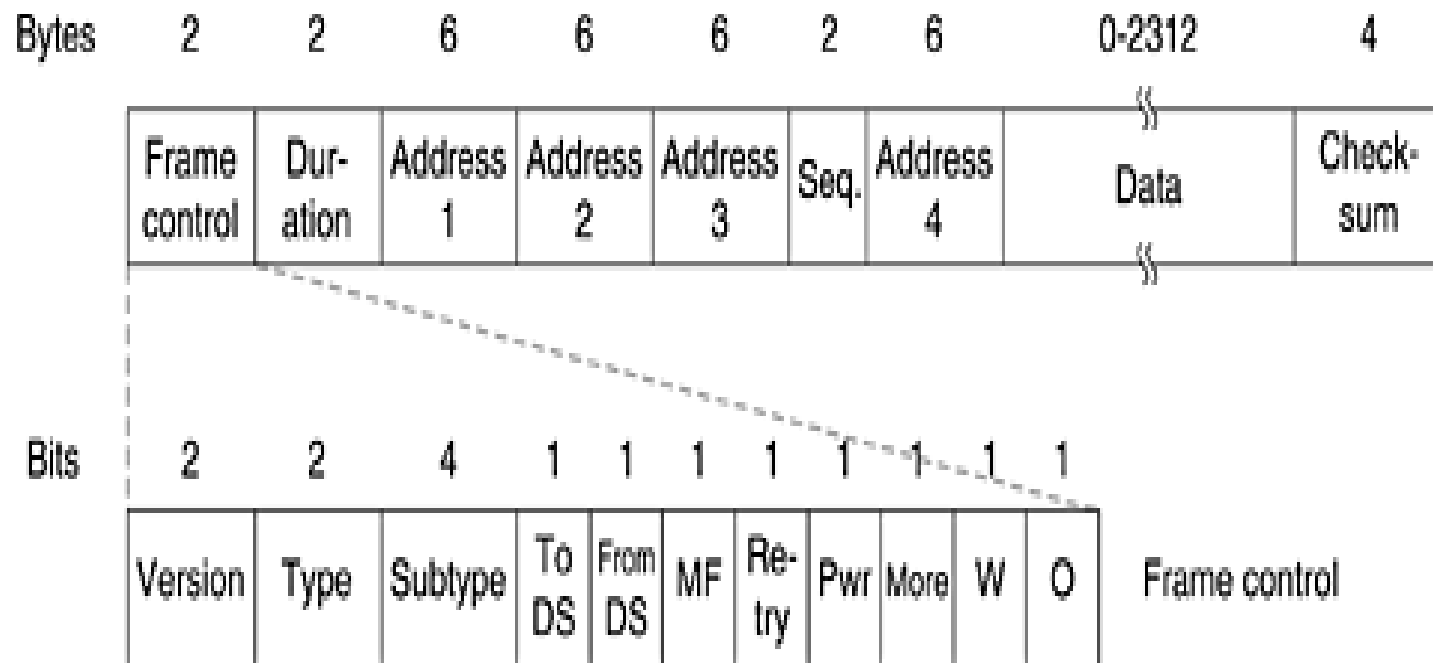 Bytes 2 2 6 6 6 2 6 0-2312 4
Frame control
Dur-
ation
Address 1
Address 2
Address 3
Seq.
Address 4
Data
Check-
sum
Bits 2 2 4 1 1 1 1 1 1 1 1
Version
Type
Subtype
To DS
From DS
MF
Re-
try
Pwr
More
W
O
Frame control